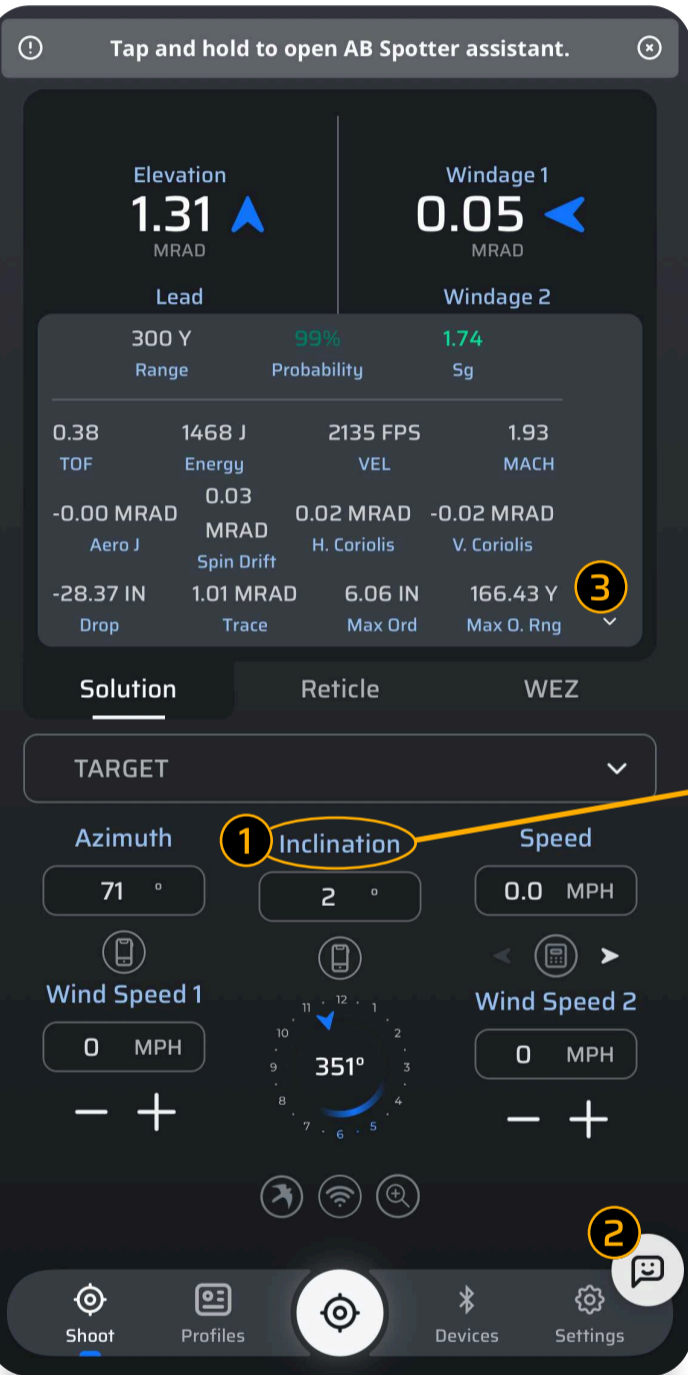 Tap and hold to open AB Spotter assistant.
Elevation Windage 1
1.31 0.05
MRAD MRAD
Lead Windage 2
300 Y 99% 1.74
Range Probability Sg
0.38 1468 J 2135 FPS 1.93
TOF Energy VEL MACH
-0.00 MRAD 0.03 MRAD 0.02 MRAD -0.02 MRAD
Aero J Spin Drift H. Coriolis V. Coriolis
-28.37 IN 1.01 MRAD 6.06 IN 166.43 Y 3
Drop Trace Max Ord Max O. Rng
Solution Reticle WEZ
TARGET
Azimuth 1 Inclination Speed
71 ° 2 ° 0.0 MPH
Wind Speed 1 Wind Speed 2
0 MPH 0 MPH
11 12 1
10 2
9 351° 3
8 4
7 6 5
2
Shoot Profiles Devices Settings